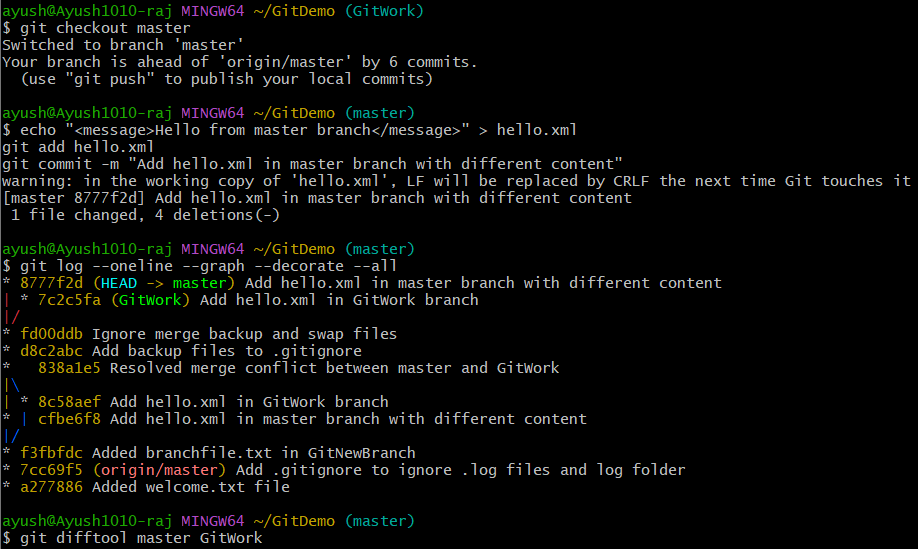 ayush@Ayush1010-raj MINGW64 ~/GitDemo (GitWork)
$ git checkout master
Switched to branch 'master'
Your branch is ahead of 'origin/master' by 6 commits.
  (use "git push" to publish your local commits)

ayush@Ayush1010-raj MINGW64 ~/GitDemo (master)
$ echo "<message>Hello from master branch</message>" > hello.xml
git add hello.xml
git commit -m "Add hello.xml in master branch with different content"
warning: in the working copy of 'hello.xml', LF will be replaced by CRLF the next time Git touches it
[master 8777f2d] Add hello.xml in master branch with different content
 1 file changed, 4 deletions(-)

ayush@Ayush1010-raj MINGW64 ~/GitDemo (master)
$ git log --oneline --graph --decorate --all
* 8777f2d (HEAD -> master) Add hello.xml in master branch with different content
| * 7c2c5fa (GitWork) Add hello.xml in GitWork branch
|/
* fd00ddb Ignore merge backup and swap files
* d8c2abc Add backup files to .gitignore
*   838a1e5 Resolved merge conflict between master and GitWork
|\
| * 8c58aef Add hello.xml in GitWork branch
* | cfbe6f8 Add hello.xml in master branch with different content
|/
* f3fbfdc Added branchfile.txt in GitNewBranch
* 7cc69f5 (origin/master) Add .gitignore to ignore .log files and log folder
* a277886 Added welcome.txt file

ayush@Ayush1010-raj MINGW64 ~/GitDemo (master)
$ git difftool master GitWork